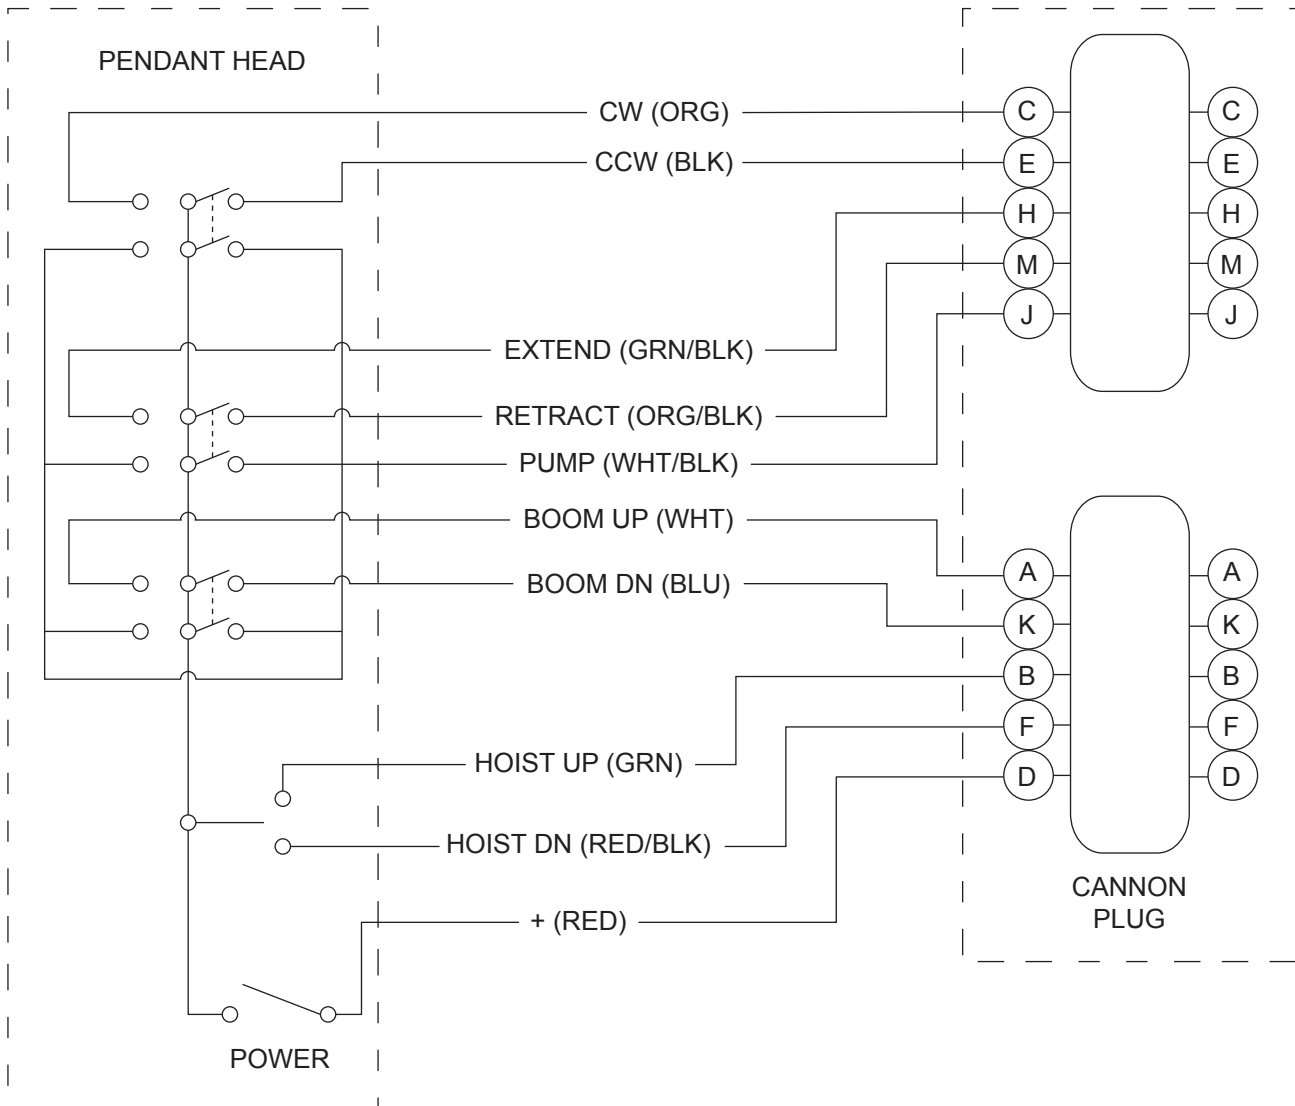 PENDANT HEAD
CW (ORG)
C
C
CCW (BLK)
E
E
H
H
M
M
J
J
EXTEND (GRN/BLK)
RETRACT (ORG/BLK)
PUMP (WHT/BLK)
BOOM UP (WHT)
A
A
BOOM DN (BLU)
K
K
B
B
F
F
HOIST UP (GRN)
D
D
HOIST DN (RED/BLK)
CANNON
PLUG
+ (RED)
POWER